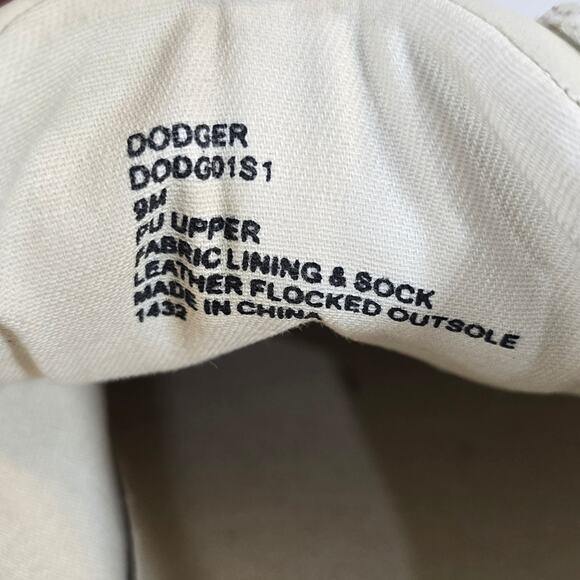 DODGER
DODG01S1
9M
PU UPPER
FABRIC LINING & SOCK
LEATHER FLOCKED OUTSOLE
MADE IN CHINA
1432